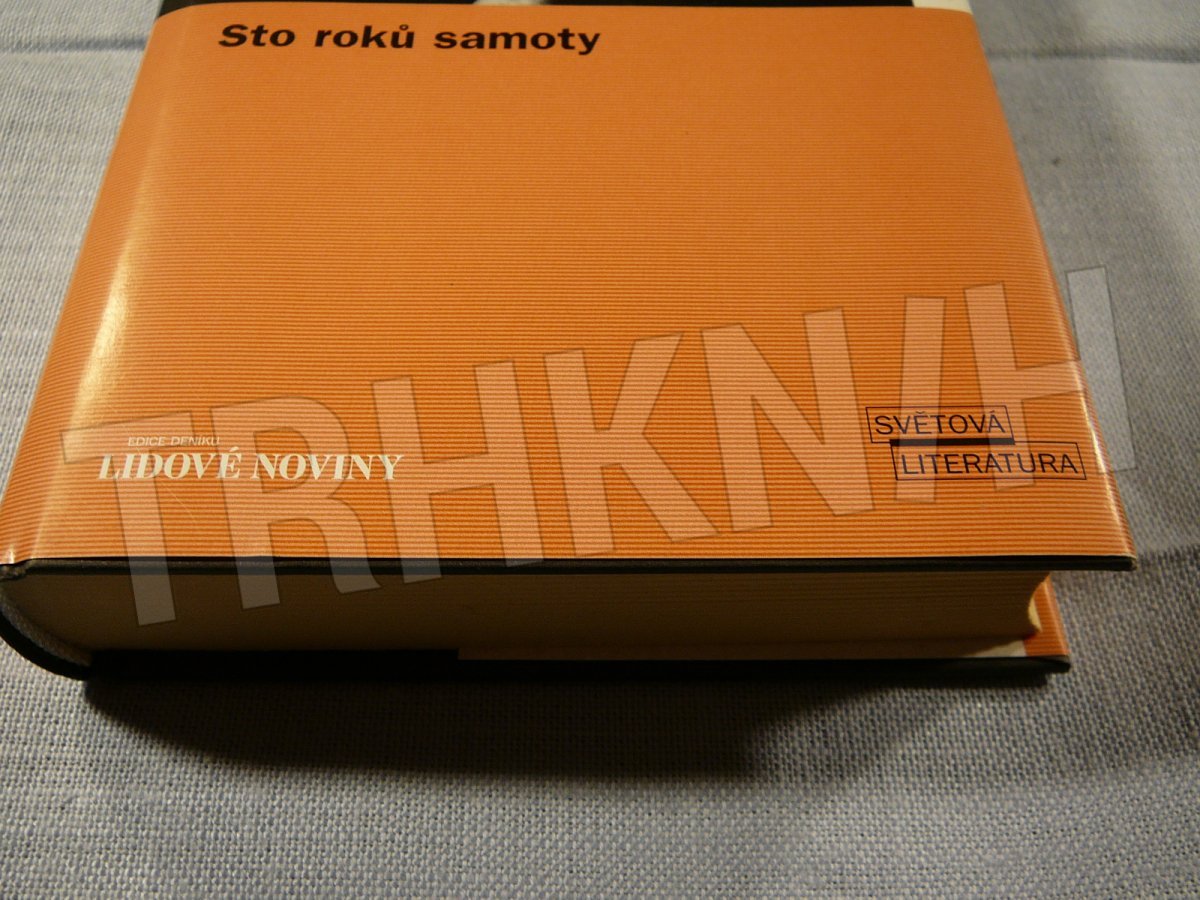 Sto roků samoty
EDICE DENÍKU
LIDOVÉ NOVINY
SVĚTOVÁ
LITERATURA
TRHKNIH